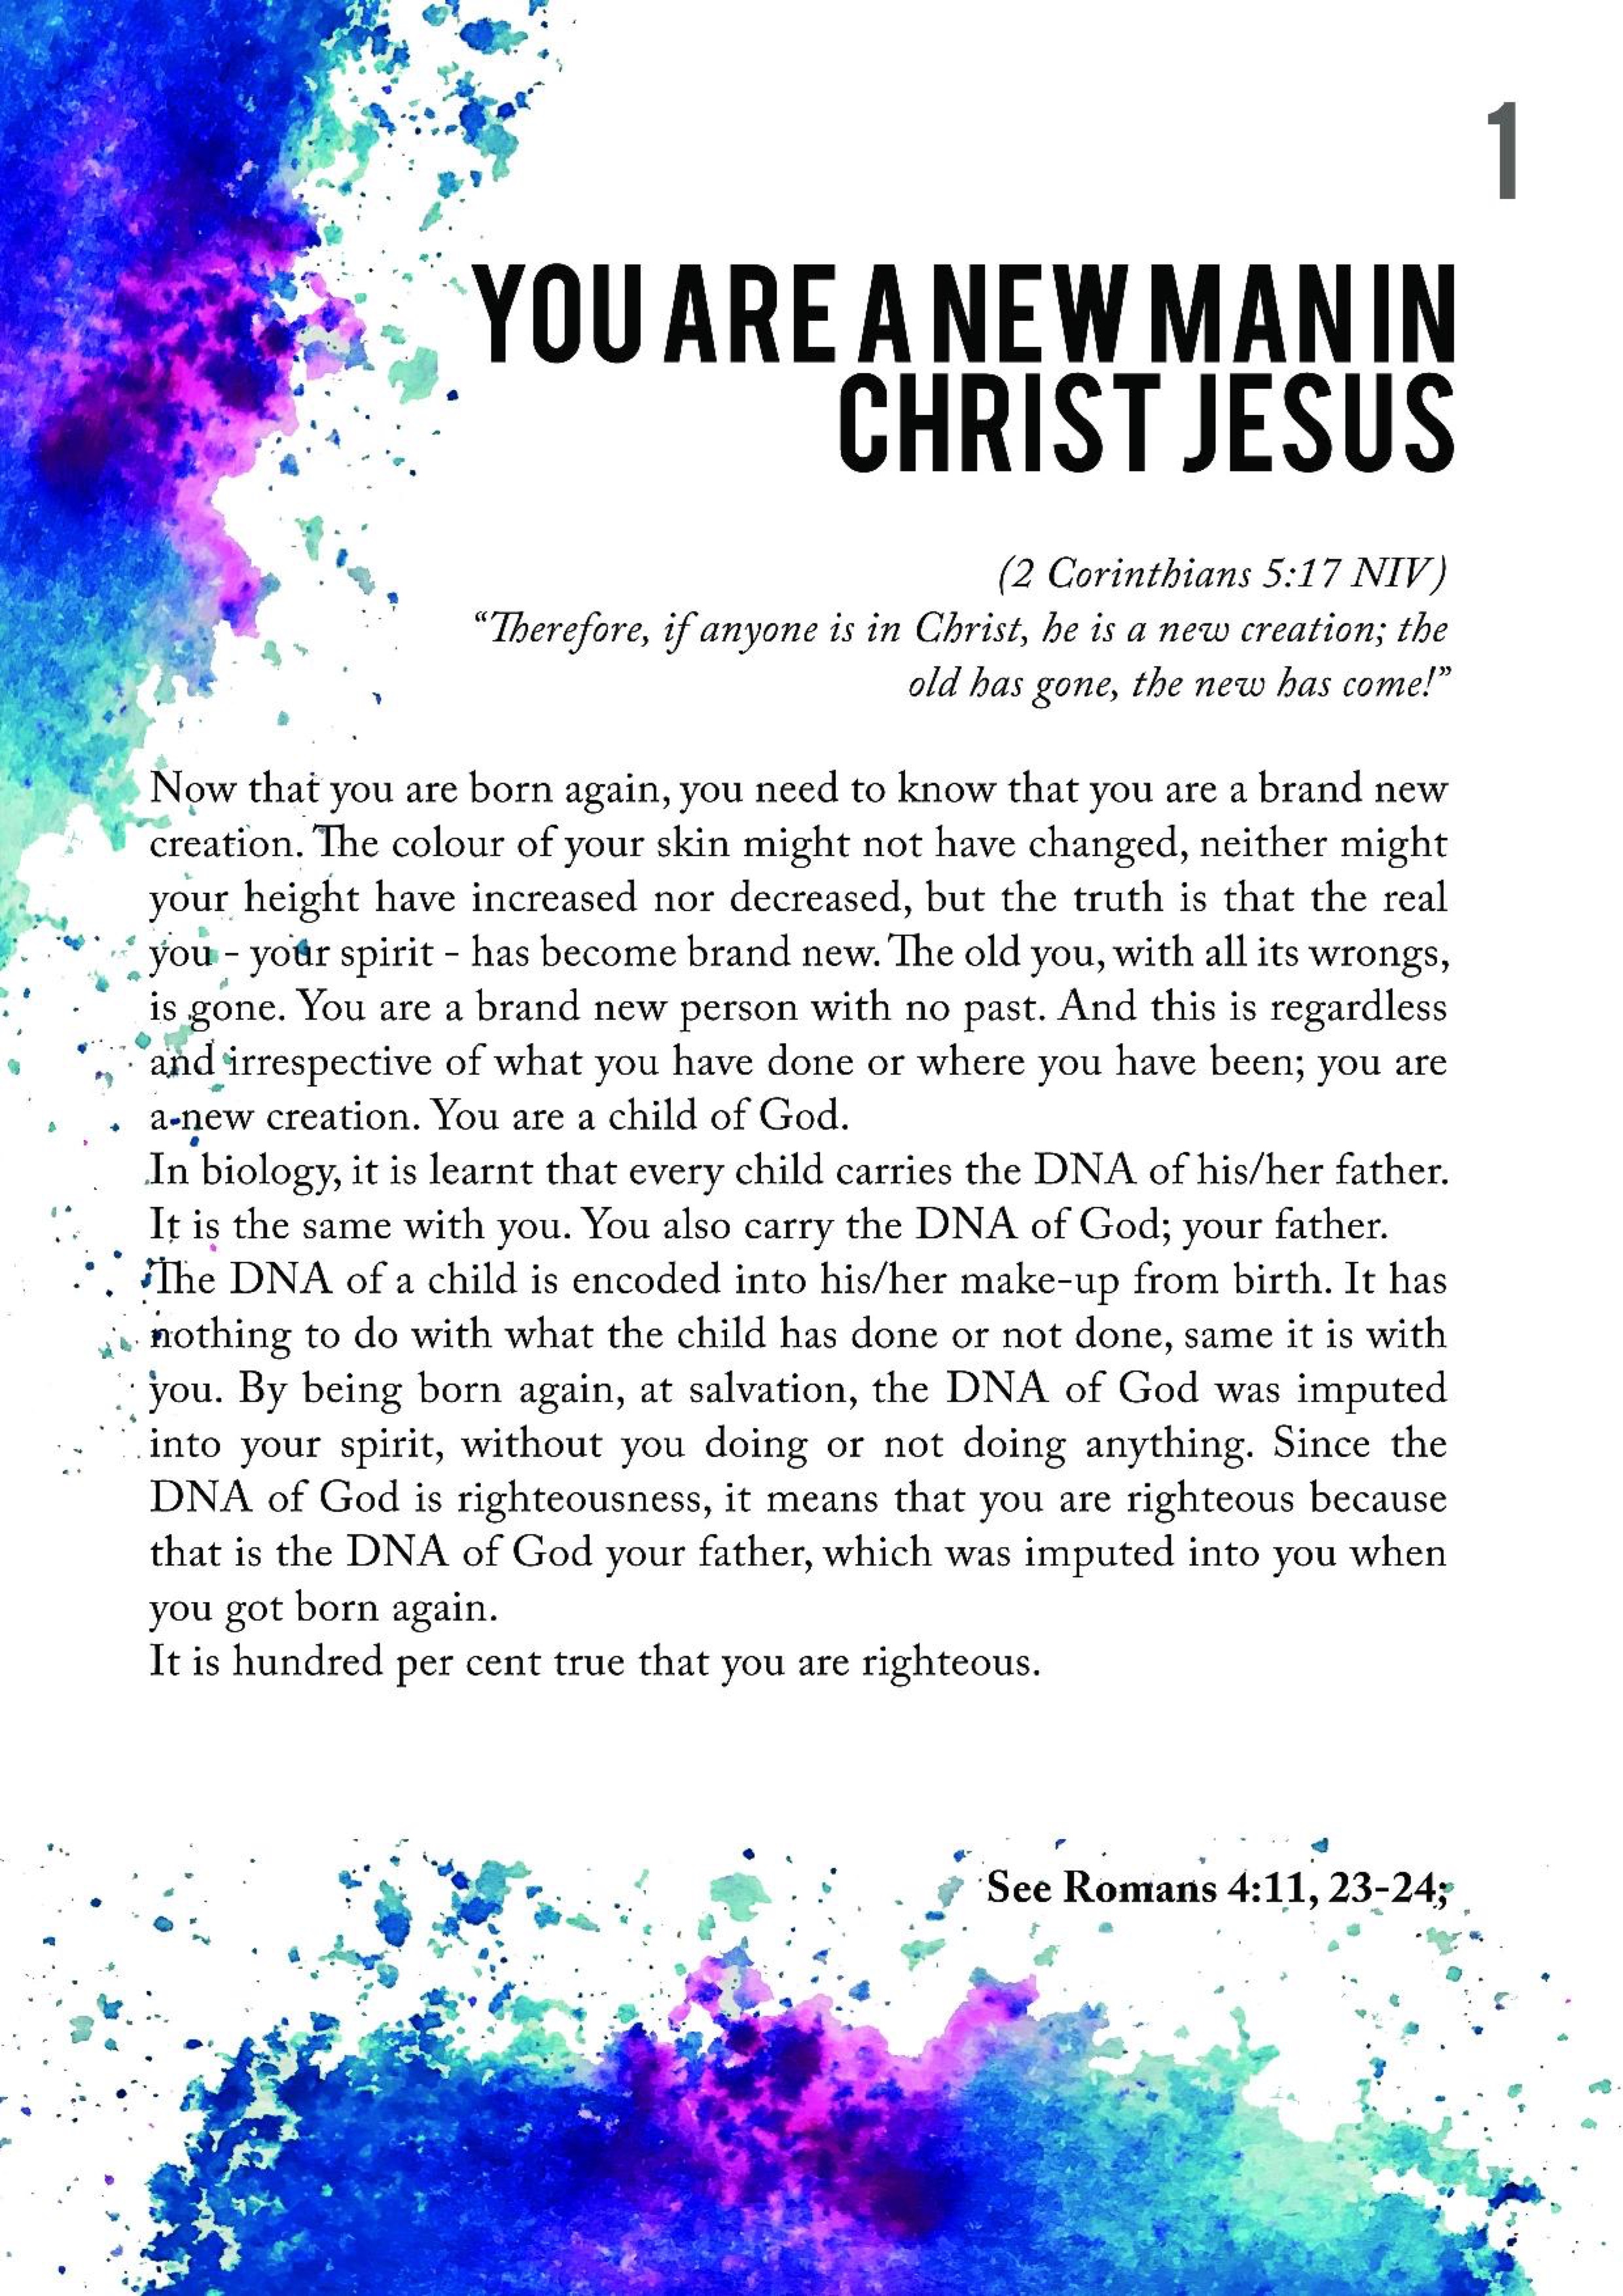 1
YOU ARE A NEW MAN IN
CHRIST JESUS
(2 Corinthians 5:17 NIV)
“Therefore, if anyone is in Christ, he is a new creation; the
old has gone, the new has come!”
Now that you are born again, you need to know that you are a brand new
creation. The colour of your skin might not have changed, neither might
your height have increased nor decreased, but the truth is that the real
you - your spirit - has become brand new. The old you, with all its wrongs,
is gone. You are a brand new person with no past. And this is regardless
and irrespective of what you have done or where you have been; you are
a new creation. You are a child of God.
In biology, it is learnt that every child carries the DNA of his/her father.
It is the same with you. You also carry the DNA of God; your father.
The DNA of a child is encoded into his/her make-up from birth. It has
nothing to do with what the child has done or not done, same it is with
you. By being born again, at salvation, the DNA of God was imputed
into your spirit, without you doing or not doing anything. Since the
DNA of God is righteousness, it means that you are righteous because
that is the DNA of God your father, which was imputed into you when
you got born again.
It is hundred per cent true that you are righteous.
See Romans 4:11, 23-24;